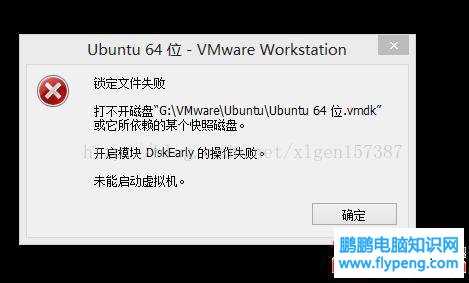 Ubuntu 64 位 - VMware Workstation
锁定文件失败
打不开磁盘“G:\VMware\Ubuntu\Ubuntu 64 位.vmdk”
或它所依赖的某个快照磁盘。
开启模块 DiskEarly 的操作失败。
未能启动虚拟机。
确定
鹏鹏电脑知识网
www.flypeng.com